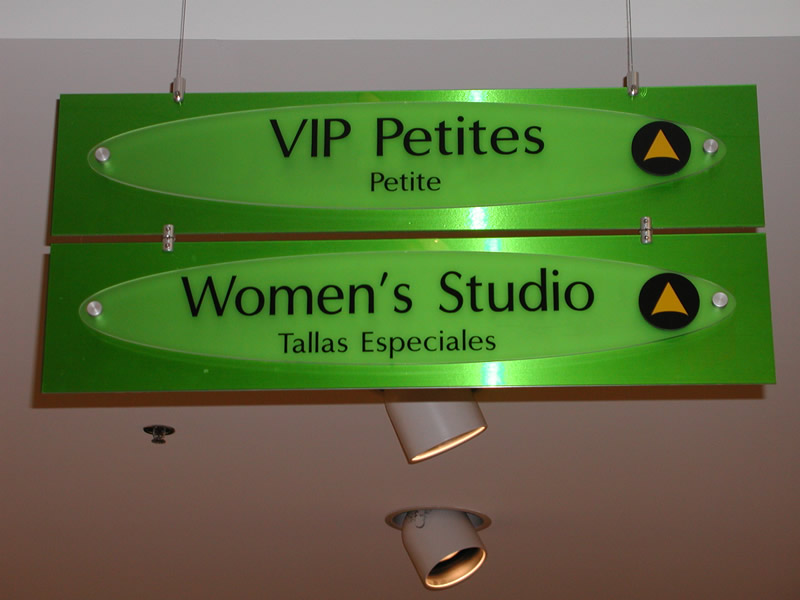 VIP Petites
Petite
Women's Studio
Tallas Especiales